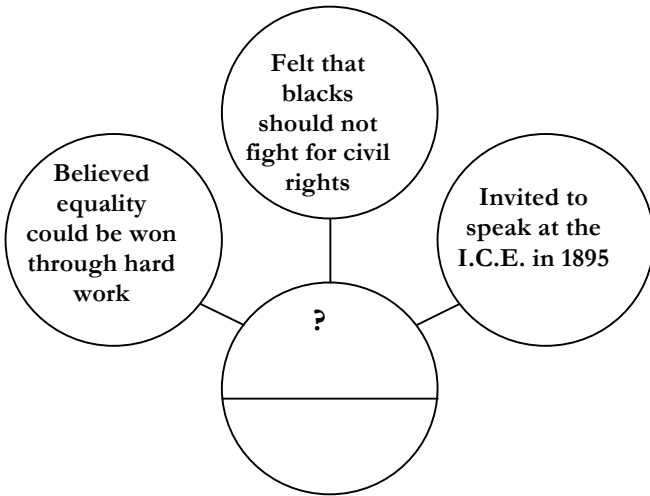 Felt that
blacks
should not
fight for civil
rights
Believed
equality
could be won
through hard
work
Invited to
speak at the
I.C.E. in 1895
?